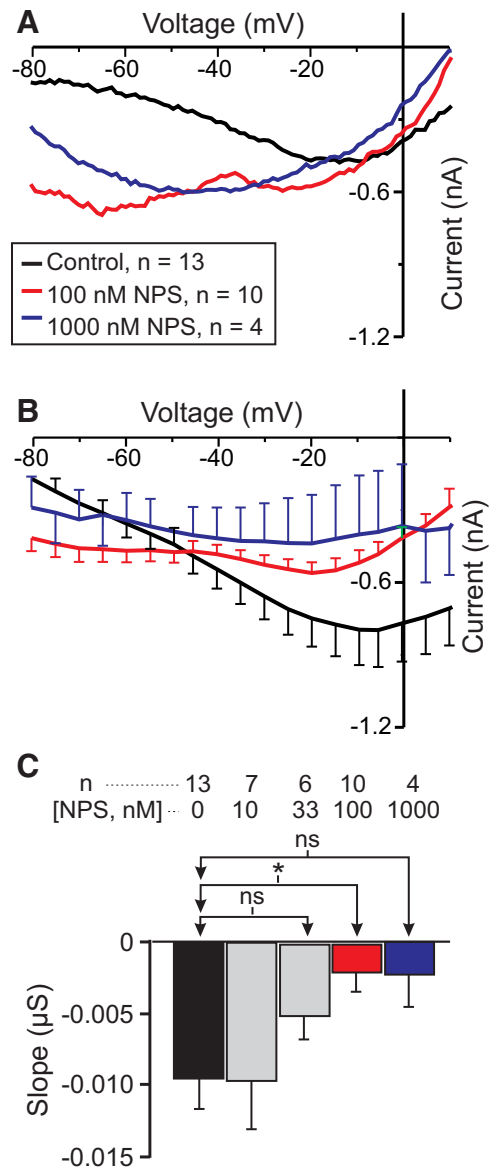 A
Voltage (mV)
-80 -60 -40 -20
-0.6
-1.2
Current (nA)
Control, n = 13
100 nM NPS, n = 10
1000 nM NPS, n = 4
B
Voltage (mV)
-80 -60 -40 -20
-0.6
-1.2
Current (nA)
C
n 13 7 6 10 4
[NPS, nM] 0 10 33 100 1000
ns
*
ns
0
-0.005
-0.010
-0.015
Slope (µS)